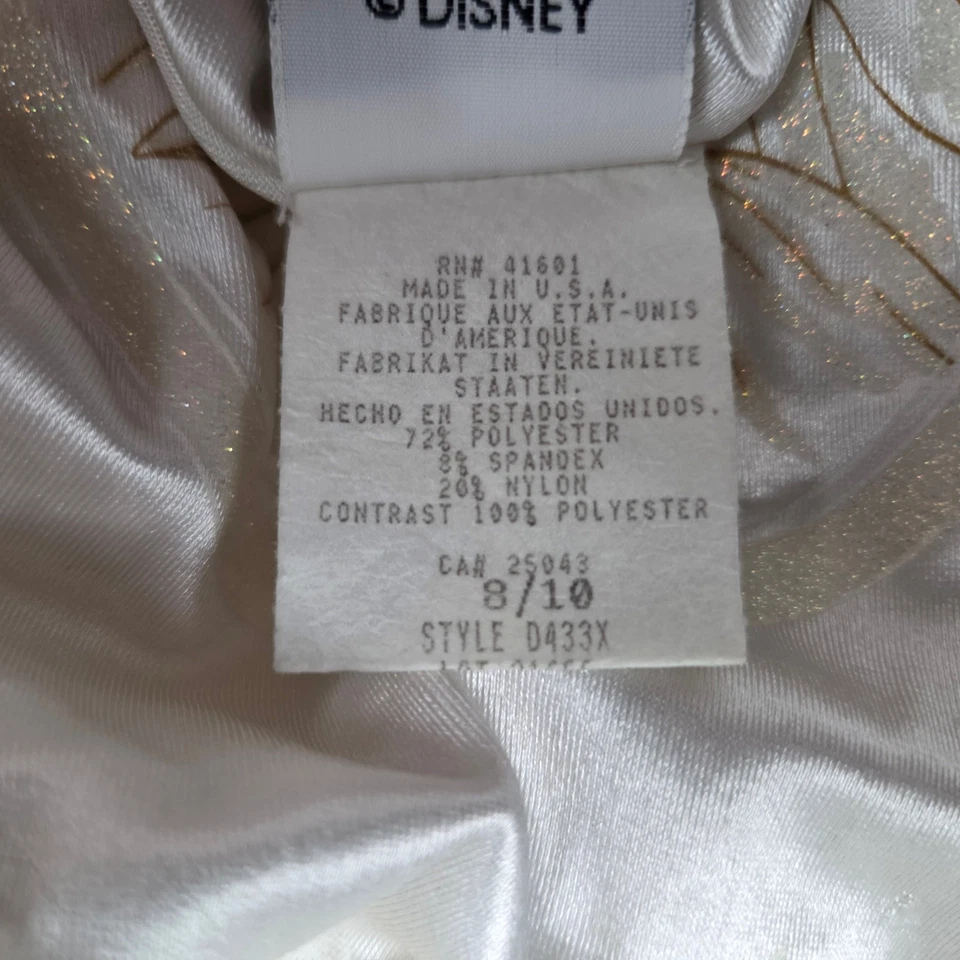 © DISNEY
RN# 41601
MADE IN U.S.A.
FABRIQUE AUX ETAT-UNIS
D'AMERIQUE.
FABRIKAT IN VEREINIETE
STAATEN.
HECHO EN ESTADOS UNIDOS.
72% POLYESTER
8% SPANDEX
20% NYLON
CONTRAST 100% POLYESTER
CA# 25043
8/10
STYLE D433X
LOT